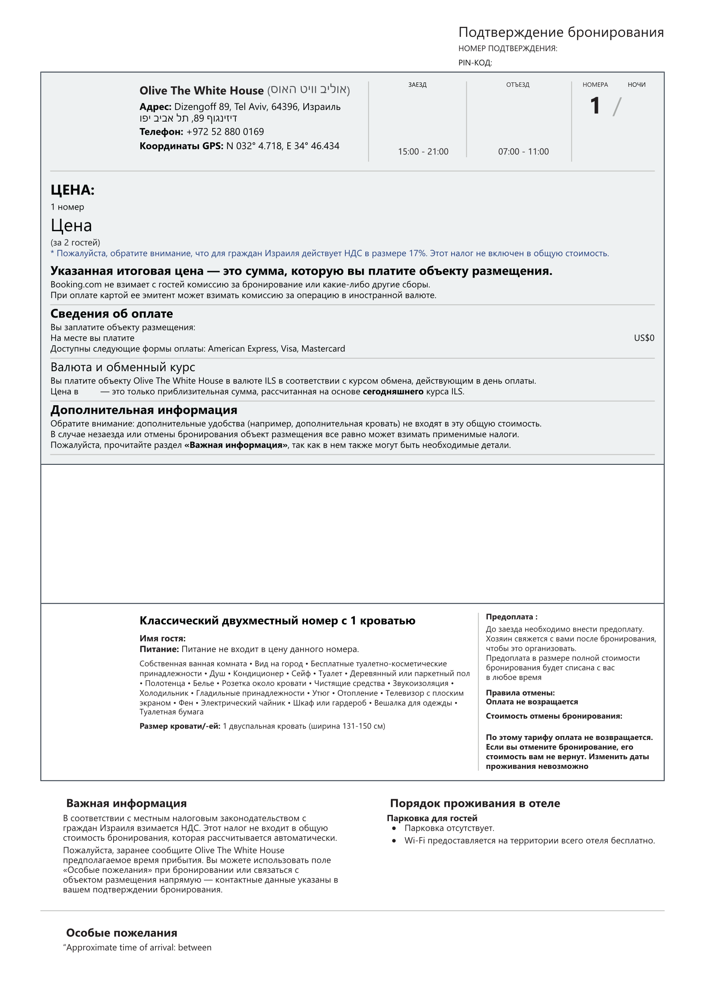 Подтверждение бронирования
НОМЕР ПОДТВЕРЖДЕНИЯ:
PIN-КОД:
Olive The White House (אוליב וויט האוס)
Адрес: Dizengoff 89, Tel Aviv, 64396, Израиль
דיזינגוף 89, תל אביב יפו
Телефон: +972 52 880 0169
Координаты GPS: N 032° 4.718, E 34° 46.434
ЗАЕЗД
15:00 - 21:00
ОТЪЕЗД
07:00 - 11:00
НОМЕРА НОЧИ
1 /
ЦЕНА:
1 номер
Цена
(за 2 гостей)
* Пожалуйста, обратите внимание, что для граждан Израиля действует НДС в размере 17%. Этот налог не включен в общую стоимость.
Указанная итоговая цена — это сумма, которую вы платите объекту размещения.
Booking.com не взимает с гостей комиссию за бронирование или какие-либо другие сборы.
При оплате картой ее эмитент может взимать комиссию за операцию в иностранной валюте.
Сведения об оплате
Вы заплатите объекту размещения:
На месте вы платите US$0
Доступны следующие формы оплаты: American Express, Visa, Mastercard
Валюта и обменный курс
Вы платите объекту Olive The White House в валюте ILS в соответствии с курсом обмена, действующим в день оплаты.
Цена в — это только приблизительная сумма, рассчитанная на основе сегодняшнего курса ILS.
Дополнительная информация
Обратите внимание: дополнительные удобства (например, дополнительная кровать) не входят в эту общую стоимость.
В случае незаезда или отмены бронирования объект размещения все равно может взимать применимые налоги.
Пожалуйста, прочитайте раздел «Важная информация», так как в нем также могут быть необходимые детали.
Классический двухместный номер с 1 кроватью
Имя гостя:
Питание: Питание не входит в цену данного номера.
Собственная ванная комната • Вид на город • Бесплатные туалетно-косметические
принадлежности • Душ • Кондиционер • Сейф • Туалет • Деревянный или паркетный пол
• Полотенца • Белье • Розетка около кровати • Чистящие средства • Звукоизоляция •
Холодильник • Гладильные принадлежности • Утюг • Отопление • Телевизор с плоским
экраном • Фен • Электрический чайник • Шкаф или гардероб • Вешалка для одежды •
Туалетная бумага
Размер кровати/-ей: 1 двуспальная кровать (ширина 131-150 см)
Предоплата :
До заезда необходимо внести предоплату.
Хозяин свяжется с вами после бронирования,
чтобы это организовать.
Предоплата в размере полной стоимости
бронирования будет списана с вас
в любое время
Правила отмены:
Оплата не возращается
Стоимость отмены бронирования:
По этому тарифу оплата не возвращается.
Если вы отмените бронирование, его
стоимость вам не вернут. Изменить даты
проживания невозможно
Важная информация
В соответствии с местным налоговым законодательством с
граждан Израиля взимается НДС. Этот налог не входит в общую
стоимость бронирования, которая рассчитывается автоматически.
Пожалуйста, заранее сообщите Olive The White House
предполагаемое время прибытия. Вы можете использовать поле
«Особые пожелания» при бронировании или связаться с
объектом размещения напрямую — контактные данные указаны в
вашем подтверждении бронирования.
Порядок проживания в отеле
Парковка для гостей
• Парковка отсутствует.
• Wi-Fi предоставляется на территории всего отеля бесплатно.
Особые пожелания
“Approximate time of arrival: between